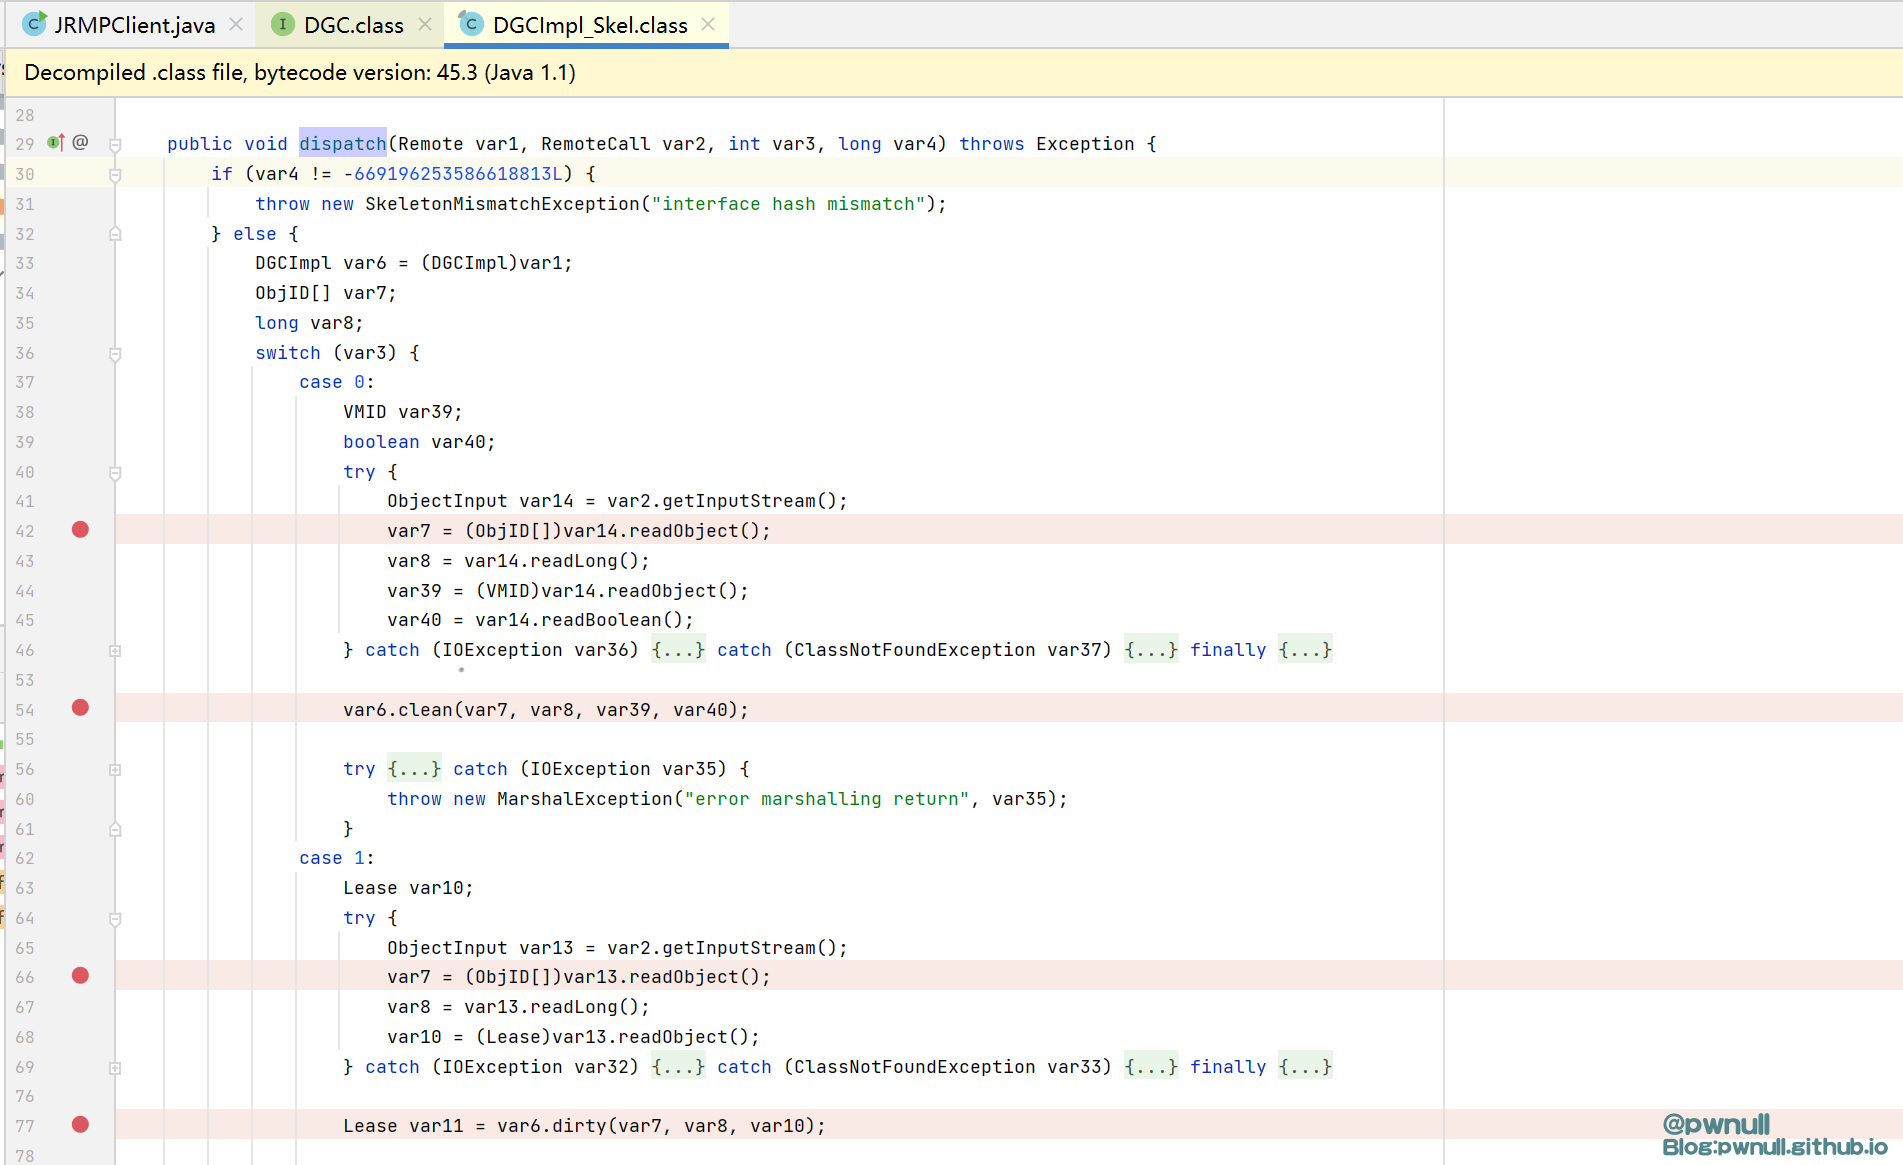 JRMPClient.java
DGC.class
DGCImpl_Skel.class
Decompiled .class file, bytecode version: 45.3 (Java 1.1)
28
29 @ public void dispatch(Remote var1, RemoteCall var2, int var3, long var4) throws Exception {
30 if (var4 != -669196253586618813L) {
31 throw new SkeletonMismatchException("interface hash mismatch");
32 } else {
33 DGCImpl var6 = (DGCImpl)var1;
34 ObjID[] var7;
35 long var8;
36 switch (var3) {
37 case 0:
38 VMID var39;
39 boolean var40;
40 try {
41 ObjectInput var14 = var2.getInputStream();
42 var7 = (ObjID[])var14.readObject();
43 var8 = var14.readLong();
44 var39 = (VMID)var14.readObject();
45 var40 = var14.readBoolean();
46 } catch (IOException var36) {...} catch (ClassNotFoundException var37) {...} finally {...}
53
54 var6.clean(var7, var8, var39, var40);
55
56 try {...} catch (IOException var35) {
60 throw new MarshalException("error marshalling return", var35);
61 }
62 case 1:
63 Lease var10;
64 try {
65 ObjectInput var13 = var2.getInputStream();
66 var7 = (ObjID[])var13.readObject();
67 var8 = var13.readLong();
68 var10 = (Lease)var13.readObject();
69 } catch (IOException var32) {...} catch (ClassNotFoundException var33) {...} finally {...}
76
77 Lease var11 = var6.dirty(var7, var8, var10);
78
@pwnull
Blog:pwnull.github.io